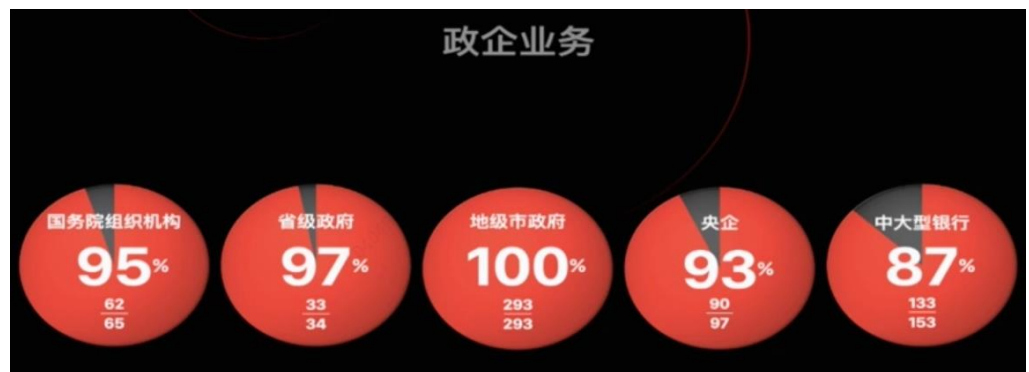 政企业务
国务院组织机构
95%
62
65
省级政府
97%
33
34
地级市政府
100%
293
293
央企
93%
90
97
中大型银行
87%
133
153